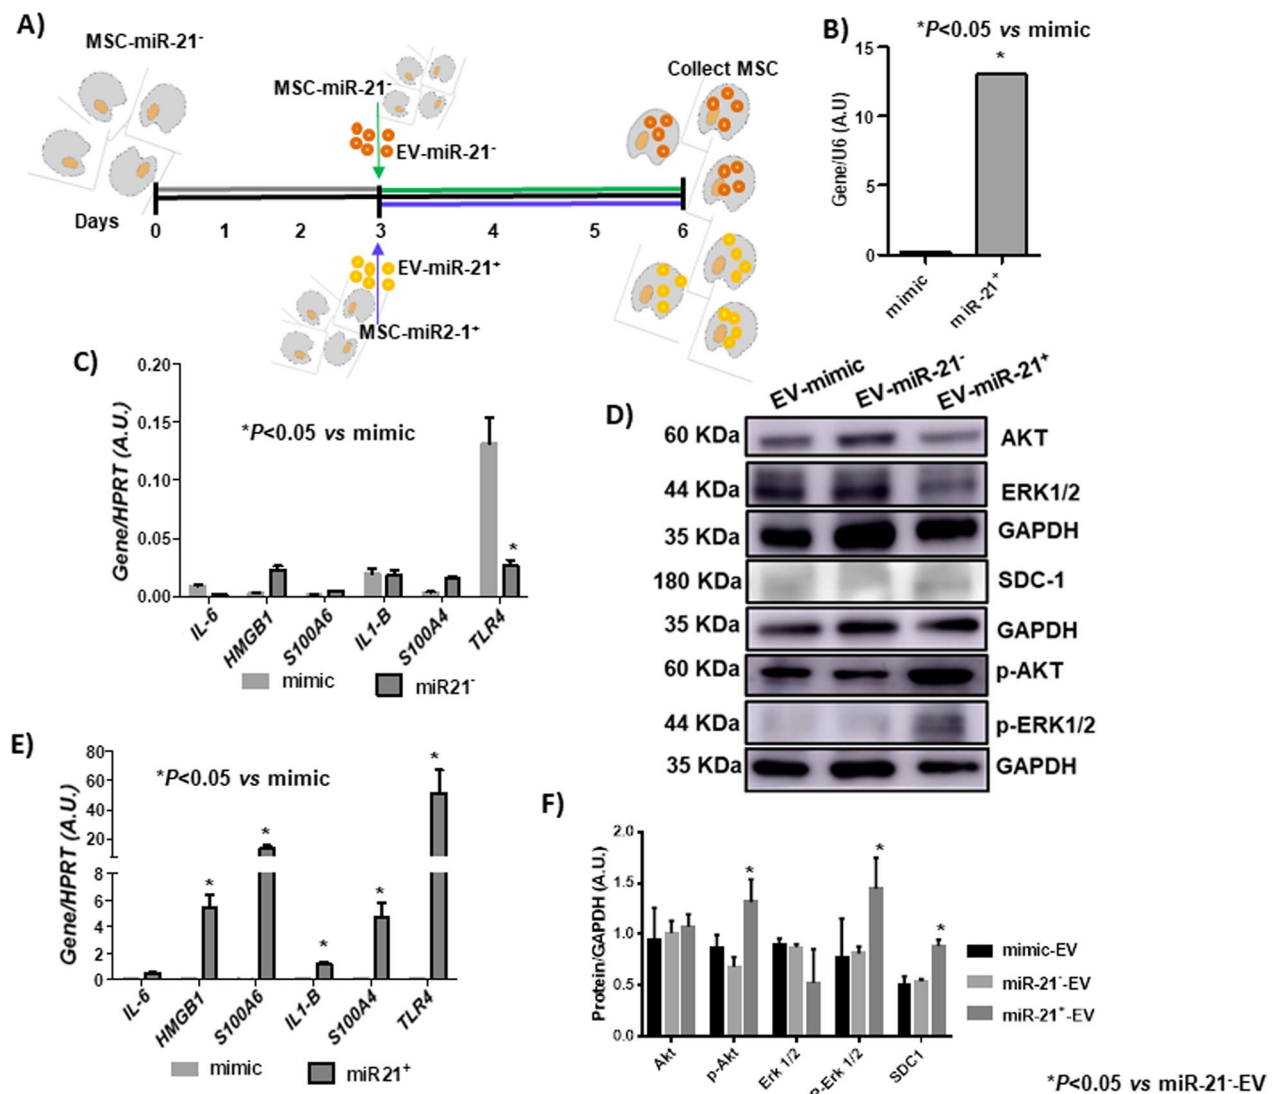 A)
MSC-miR-21⁻
MSC-miR-21⁻
EV-miR-21⁻
Collect MSC
Days
0 1 2 3 4 5 6
EV-miR-21⁺
MSC-miR2-1⁺
B)
*P<0.05 vs mimic
*
Gene/U6 (A.U)
15
10
5
0
mimic
miR-21⁺
C)
*P<0.05 vs mimic
Gene/HPRT (A.U.)
0.20
0.15
0.10
0.05
0.00
*
IL-6
HMGB1
S100A6
IL1-B
S100A4
TLR4
mimic
miR21⁻
D)
EV-mimic
EV-miR-21⁻
EV-miR-21⁺
60 KDa AKT
44 KDa ERK1/2
35 KDa GAPDH
180 KDa SDC-1
35 KDa GAPDH
60 KDa p-AKT
44 KDa p-ERK1/2
35 KDa GAPDH
E)
*P<0.05 vs mimic
Gene/HPRT (A.U.)
80
60
40
20
8
6
4
2
0
* * * * *
IL-6
HMGB1
S100A6
IL1-B
S100A4
TLR4
mimic
miR21⁺
F)
Protein/GAPDH (A.U.)
2.0
1.5
1.0
0.5
0.0
* * *
Akt
p-Akt
Erk 1/2
P-Erk 1/2
SDC1
mimic-EV
miR-21⁻-EV
miR-21⁺-EV
*P<0.05 vs miR-21⁻-EV